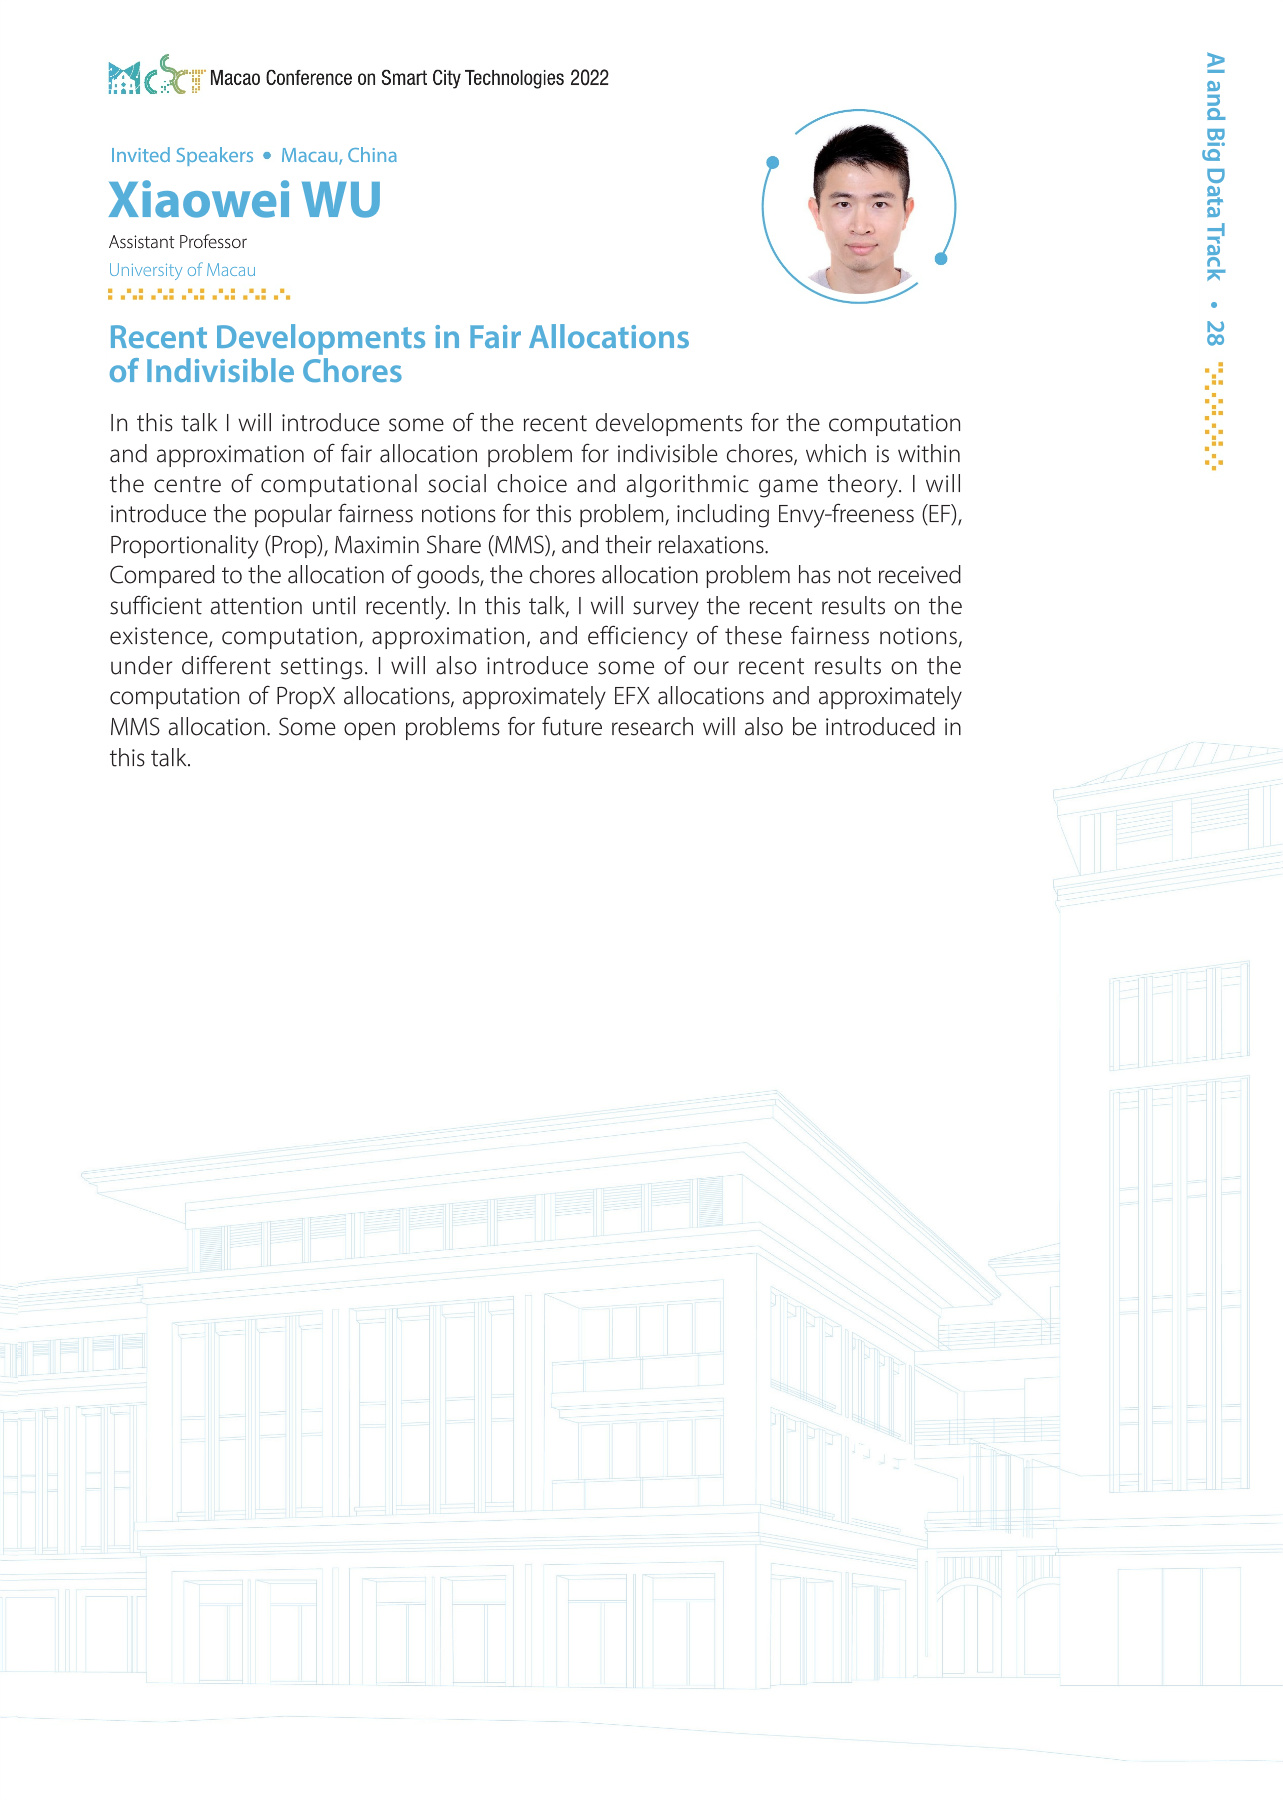 MCSCT Macao Conference on Smart City Technologies 2022
Invited Speakers • Macau, China
Xiaowei WU
Assistant Professor
University of Macau
Recent Developments in Fair Allocations
of Indivisible Chores
In this talk I will introduce some of the recent developments for the computation
and approximation of fair allocation problem for indivisible chores, which is within
the centre of computational social choice and algorithmic game theory. I will
introduce the popular fairness notions for this problem, including Envy-freeness (EF),
Proportionality (Prop), Maximin Share (MMS), and their relaxations.
Compared to the allocation of goods, the chores allocation problem has not received
sufficient attention until recently. In this talk, I will survey the recent results on the
existence, computation, approximation, and efficiency of these fairness notions,
under different settings. I will also introduce some of our recent results on the
computation of PropX allocations, approximately EFX allocations and approximately
MMS allocation. Some open problems for future research will also be introduced in
this talk.
AI and Big Data Track • 28